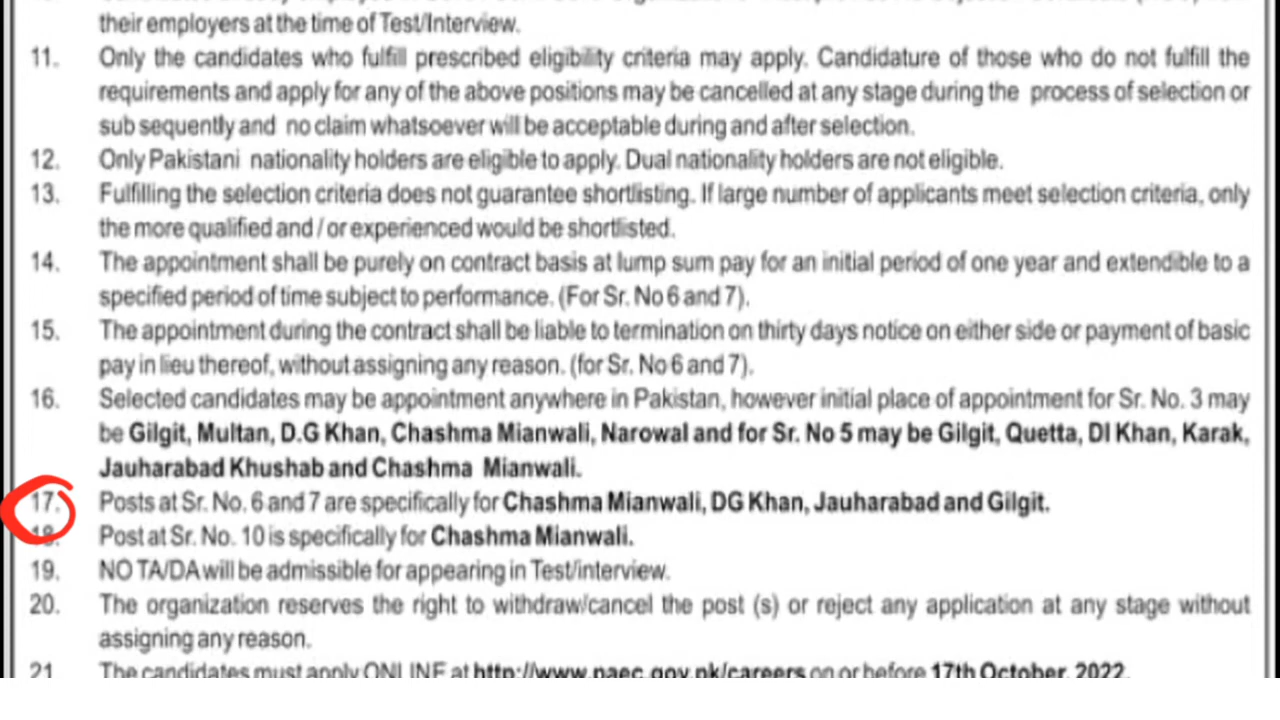 their employers at the time of Test/Interview.
11. Only the candidates who fulfill prescribed eligibility criteria may apply. Candidature of those who do not fulfill the
requirements and apply for any of the above positions may be cancelled at any stage during the process of selection or
sub sequently and no claim whatsoever will be acceptable during and after selection.
12. Only Pakistani nationality holders are eligible to apply. Dual nationality holders are not eligible.
13. Fulfilling the selection criteria does not guarantee shortlisting. If large number of applicants meet selection criteria, only
the more qualified and / or experienced would be shortlisted.
14. The appointment shall be purely on contract basis at lump sum pay for an initial period of one year and extendible to a
specified period of time subject to performance. (For Sr. No 6 and 7).
15. The appointment during the contract shall be liable to termination on thirty days notice on either side or payment of basic
pay in lieu thereof, without assigning any reason. (for Sr. No 6 and 7).
16. Selected candidates may be appointment anywhere in Pakistan, however initial place of appointment for Sr. No. 3 may
be Gilgit, Multan, D.G Khan, Chashma Mianwali, Narowal and for Sr. No 5 may be Gilgit, Quetta, DI Khan, Karak,
Jauharabad Khushab and Chashma Mianwali.
17. Posts at Sr. No. 6 and 7 are specifically for Chashma Mianwali, DG Khan, Jauharabad and Gilgit.
18. Post at Sr. No. 10 is specifically for Chashma Mianwali.
19. NO TA/DA will be admissible for appearing in Test/interview.
20. The organization reserves the right to withdraw/cancel the post (s) or reject any application at any stage without
assigning any reason.
21. The candidates must apply ONLINE at http://www.paec.gov.pk/careers on or before 17th October, 2022.